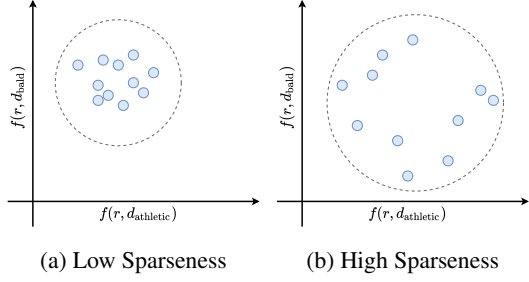 f(r, d_bald)
f(r, d_athletic)
(a) Low Sparseness
f(r, d_bald)
f(r, d_athletic)
(b) High Sparseness